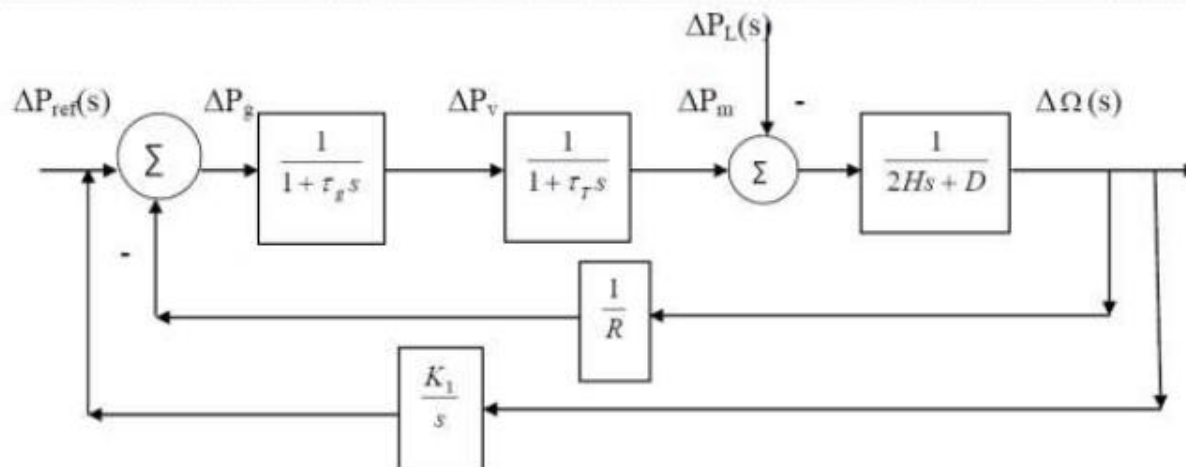 ΔP_L(s)
-
ΔP_ref(s)
ΔP_g
ΔP_v
ΔP_m
ΔΩ(s)
Σ
1
1 + τ_g s
1
1 + τ_T s
Σ
1
2Hs + D
-
1
R
K_1
s